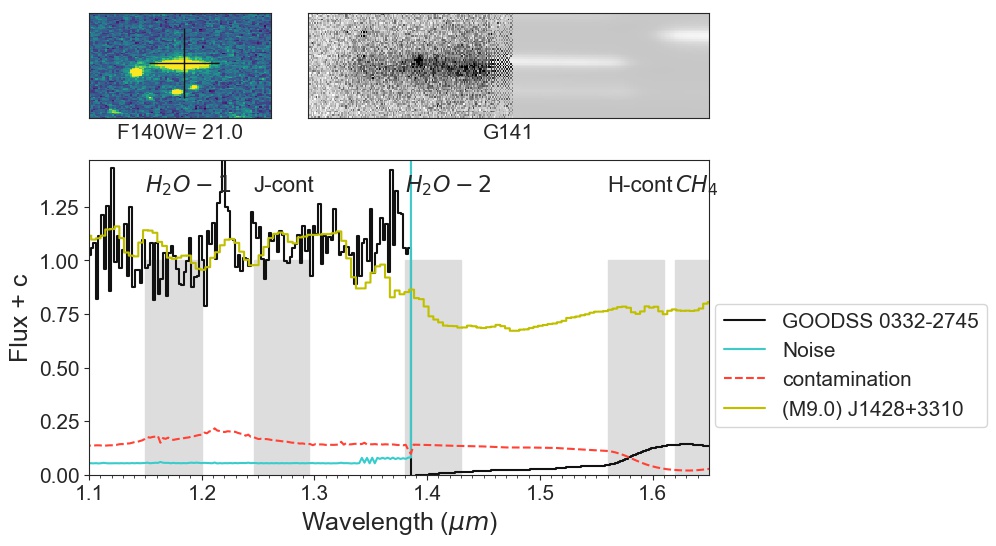 F140W= 21.0
G141
H₂O − 1
J-cont
H₂O − 2
H-cont
CH₄
1.25
1.00
0.75
0.50
0.25
0.00
Flux + c
1.1
1.2
1.3
1.4
1.5
1.6
Wavelength (μm)
GOODSS 0332-2745
Noise
contamination
(M9.0) J1428+3310